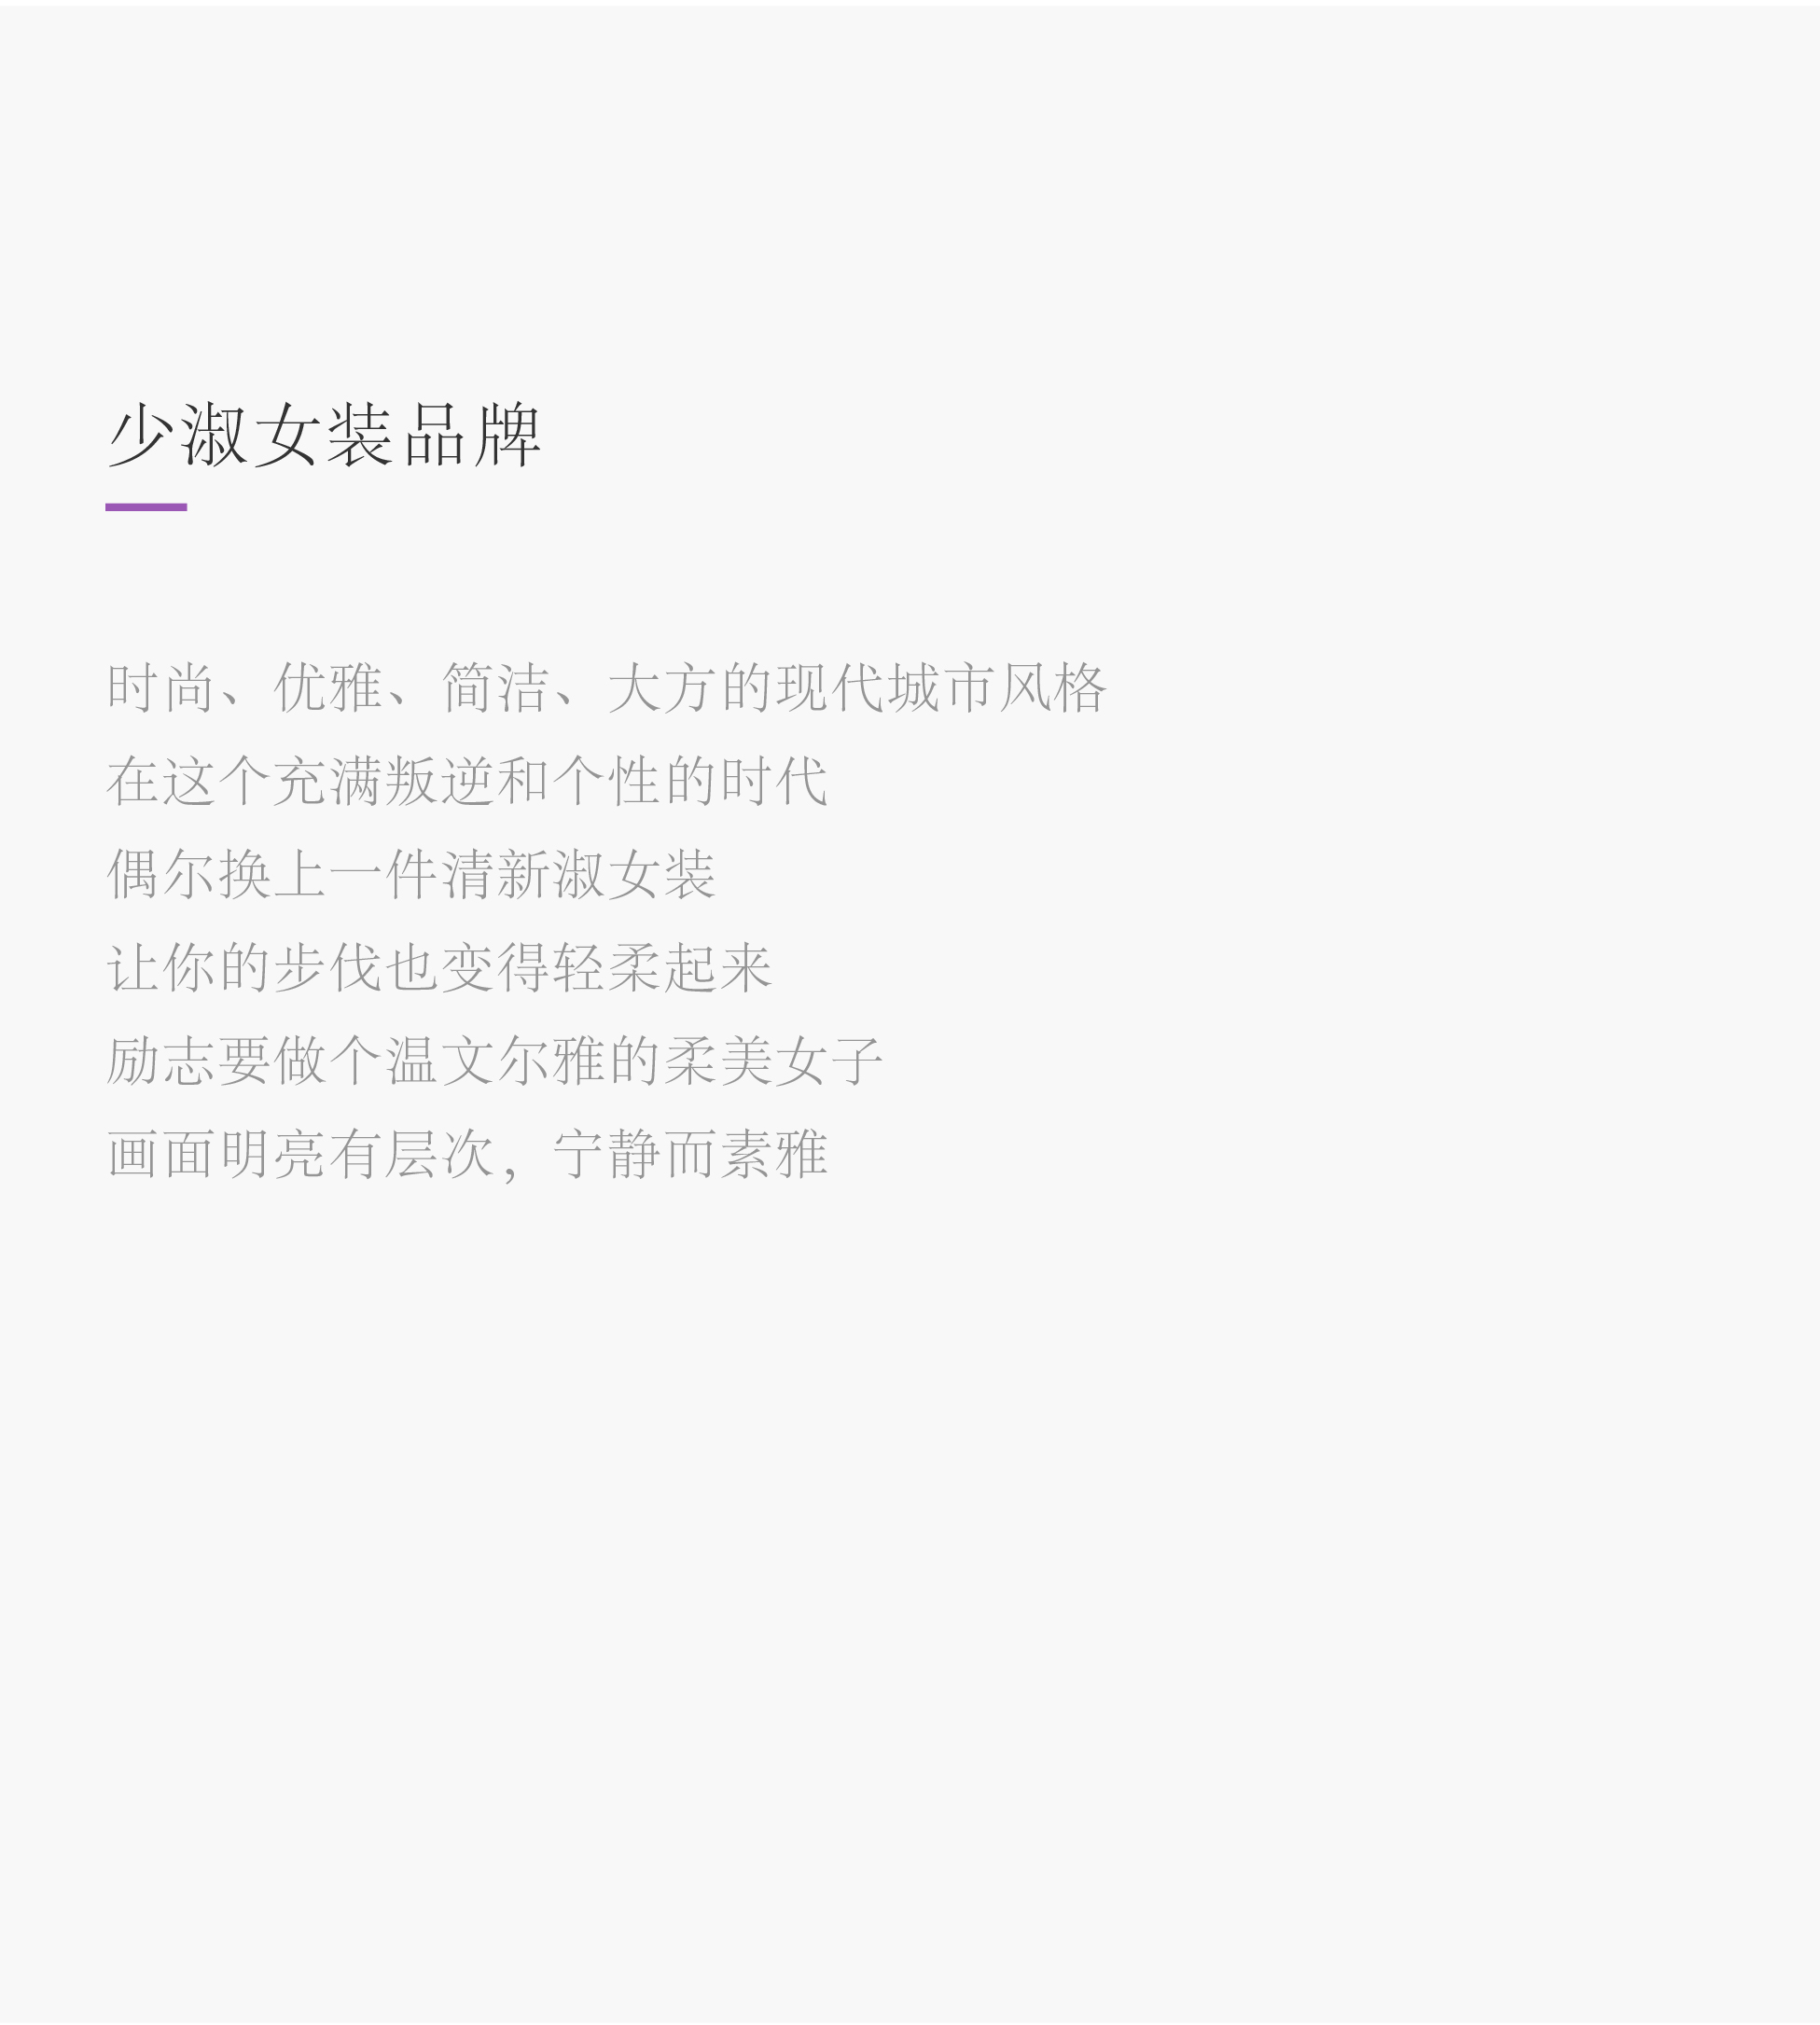 少淑女装品牌
时尚、优雅、简洁、大方的现代城市风格
在这个充满叛逆和个性的时代
偶尔换上一件清新淑女装
让你的步伐也变得轻柔起来
励志要做个温文尔雅的柔美女子
画面明亮有层次，宁静而素雅